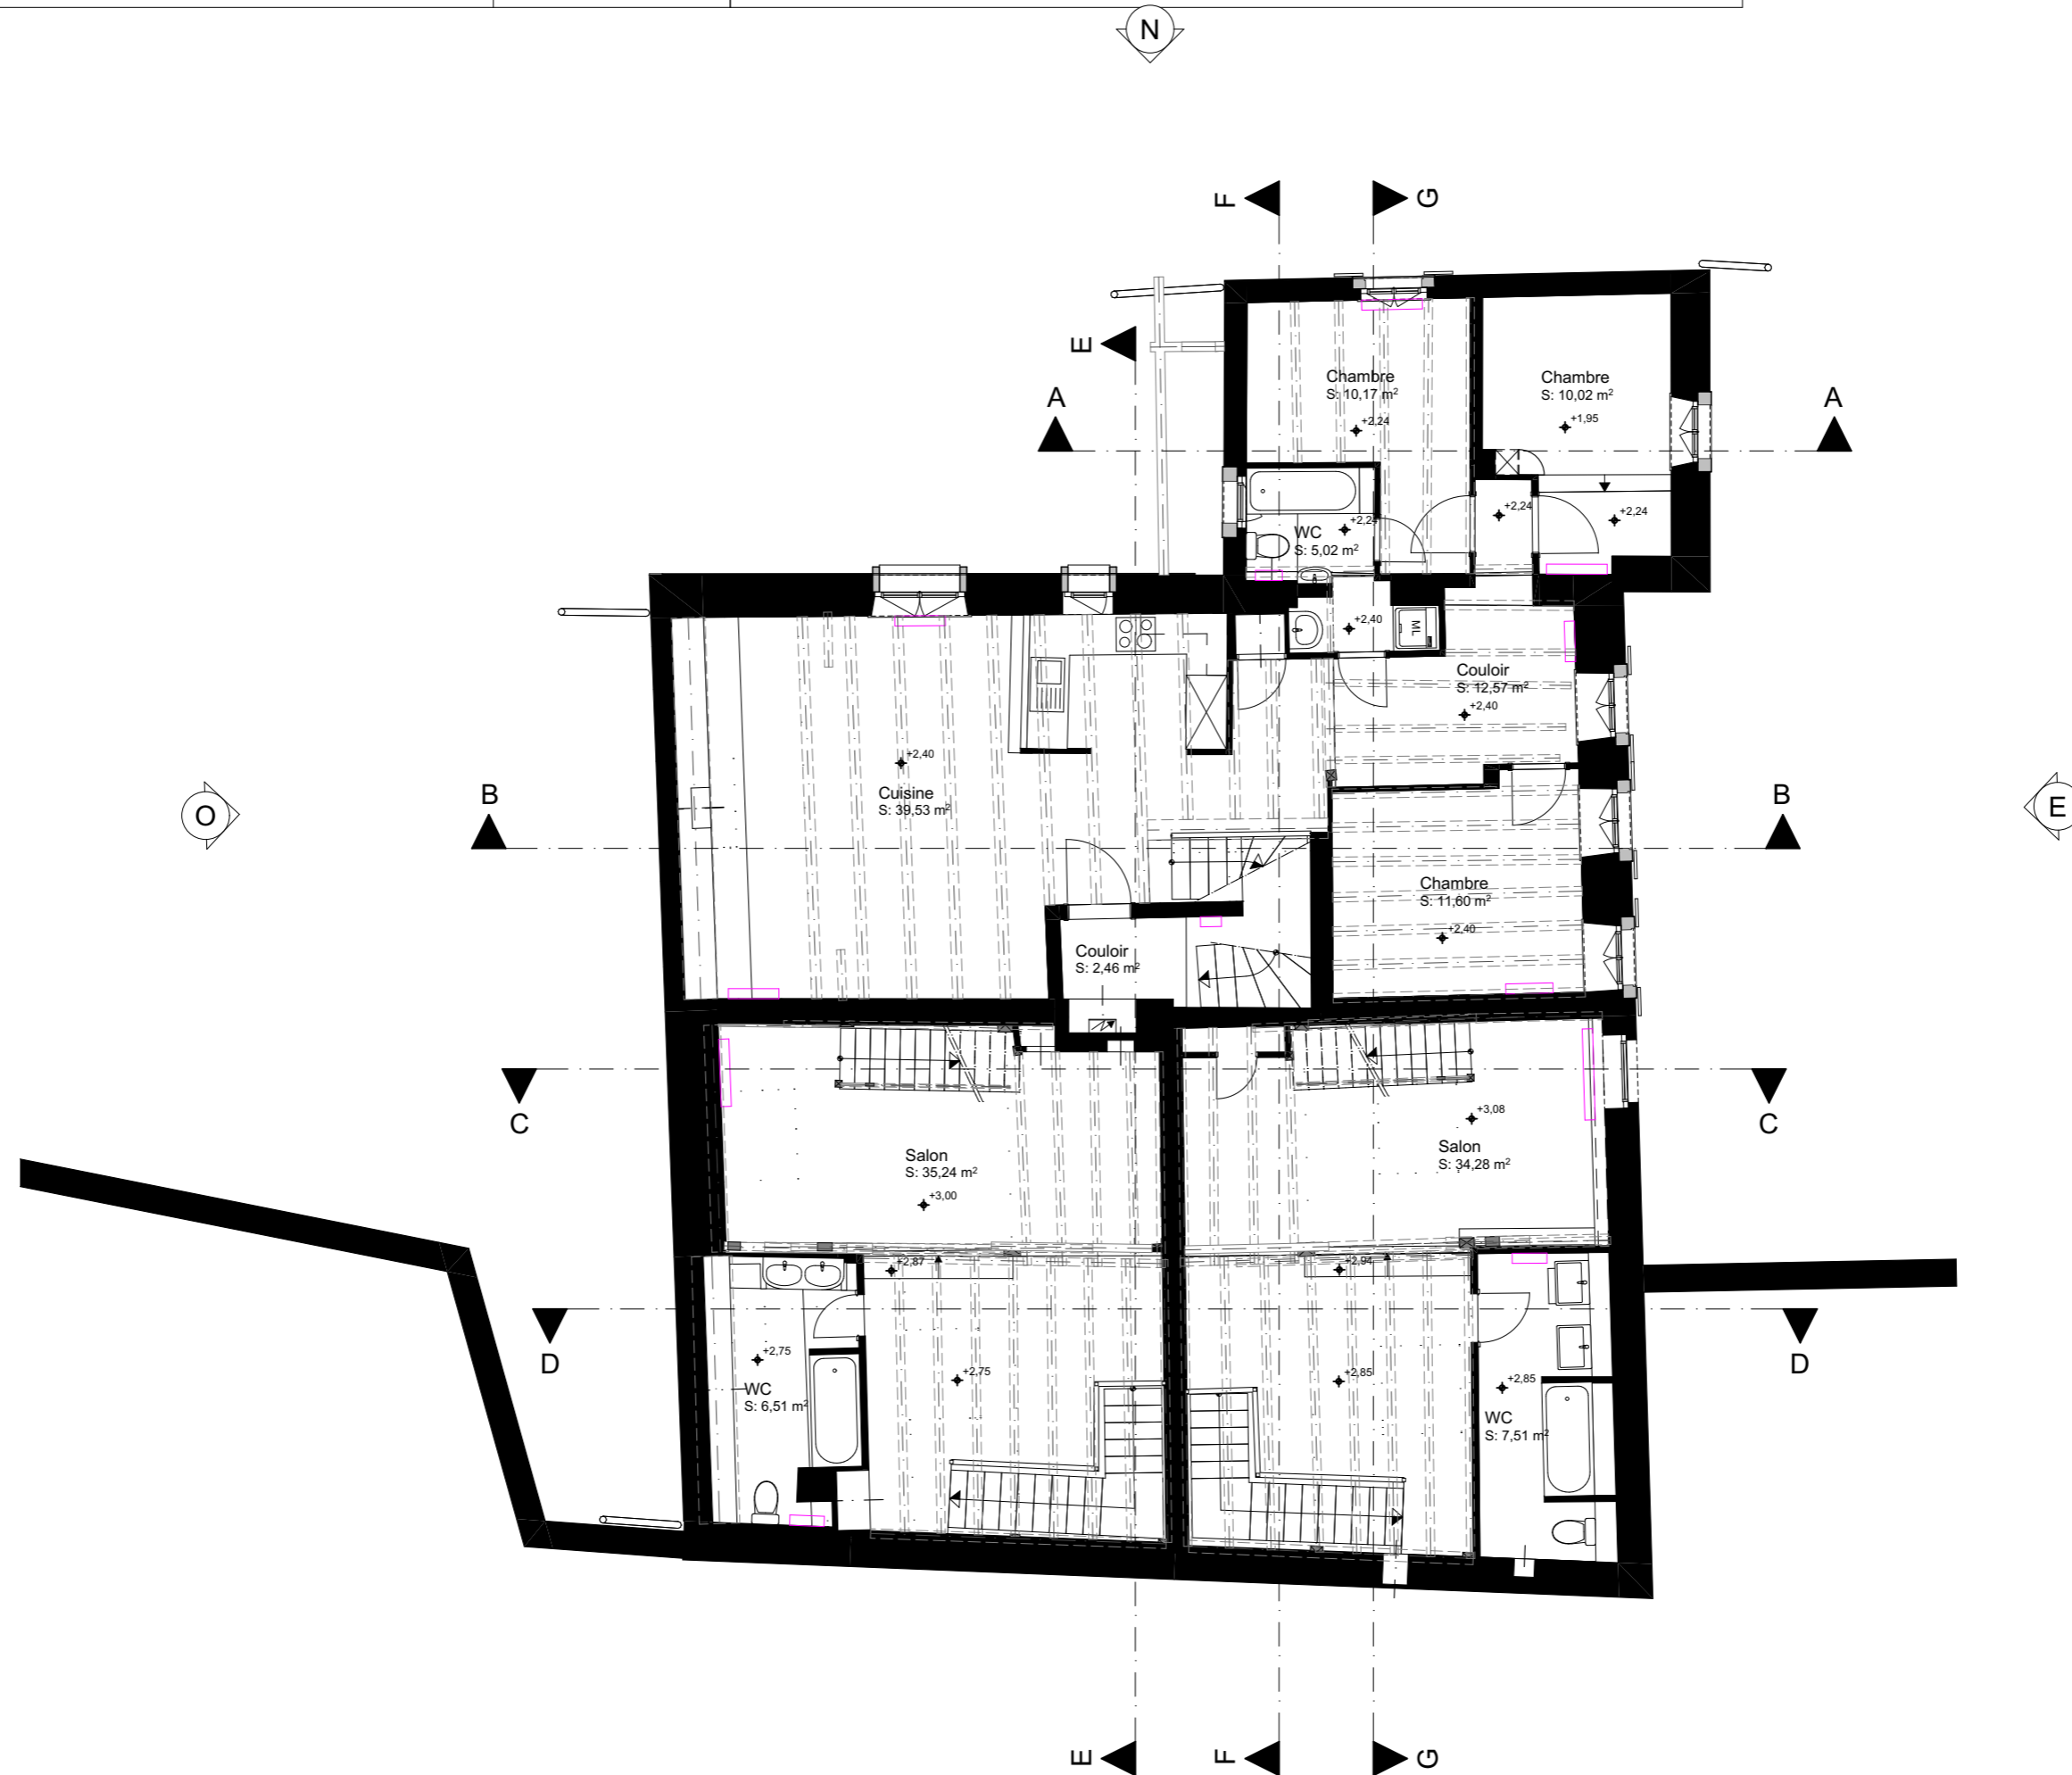 N
F
G
E
A
A
Chambre
S: 10,17 m²
+2,24
Chambre
S: 10,02 m²
+1,95
+2,24
+2,24
WC
S: 5,02 m²
+2,24
+2,40
ML
Couloir
S: 12,57 m²
+2,40
+2,40
Cuisine
S: 39,53 m²
O
E
B
B
Chambre
S: 11,60 m²
+2,40
Couloir
S: 2,46 m²
C
C
Salon
S: 35,24 m²
+3,00
+3,08
Salon
S: 34,28 m²
+2,87
+2,94
D
D
+2,75
WC
S: 6,51 m²
+2,75
+2,85
+2,85
WC
S: 7,51 m²
E
F
G